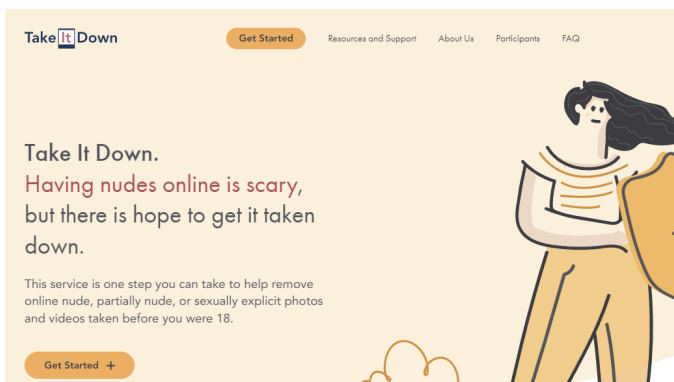 Take It Down
Get Started
Resources and Support
About Us
Participants
FAQ
Take It Down.
Having nudes online is scary,
but there is hope to get it taken
down.
This service is one step you can take to help remove
online nude, partially nude, or sexually explicit photos
and videos taken before you were 18.
Get Started +